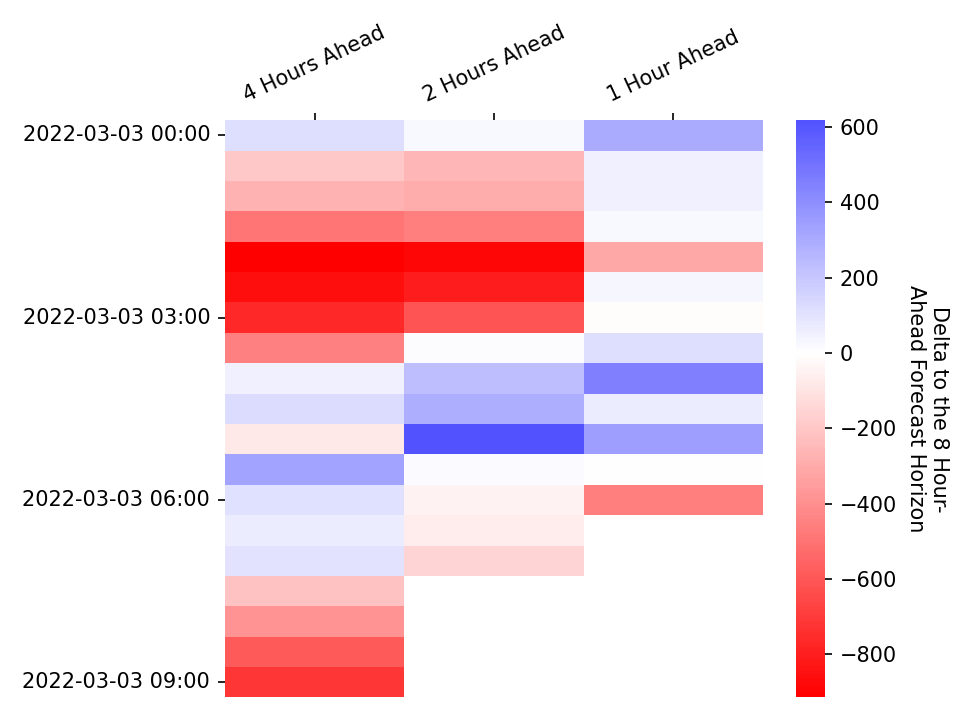 4 Hours Ahead
2 Hours Ahead
1 Hour Ahead
2022-03-03 00:00
2022-03-03 03:00
2022-03-03 06:00
2022-03-03 09:00
600
400
200
0
−200
−400
−600
−800
Delta to the 8 Hour-
Ahead Forecast Horizon